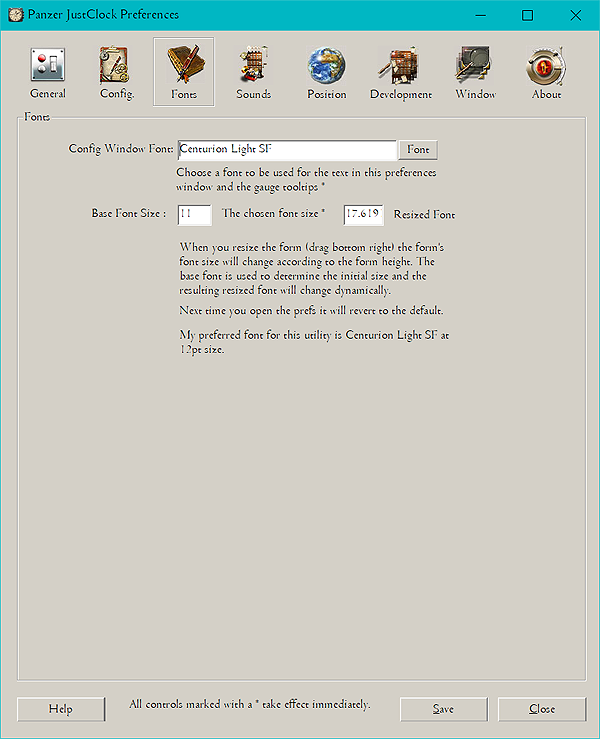 Panzer JustClock Preferences
General Config. Fonts Sounds Position Development Window About
Fonts
Config Window Font: Centurion Light SF Font
Choose a font to be used for the text in this preferences
window and the gauge tooltips *
Base Font Size : 11 The chosen font size * 17.619 Resized Font
When you resize the form (drag bottom right) the form's
font size will change according to the form height. The
base font is used to determine the initial size and the
resulting resized font will change dynamically.
Next time you open the prefs it will revert to the default.
My preferred font for this utility is Centurion Light SF at
12pt size.
Help All controls marked with a * take effect immediately. Save Close